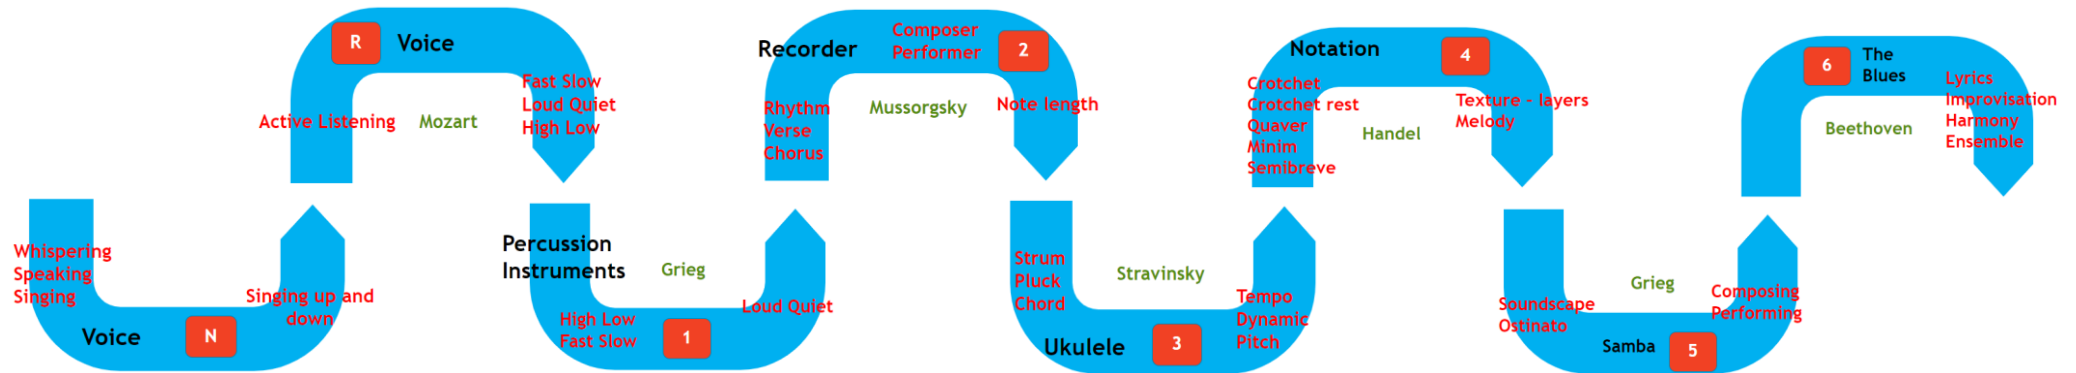 Whispering
Speaking
Singing
Voice
N
Singing up and
down
Active Listening
R
Voice
Mozart
Fast Slow
Loud Quiet
High Low
Percussion
Instruments
High Low
Fast Slow
Grieg
1
Loud Quiet
Rhythm
Verse
Chorus
Recorder
Composer
Performer
2
Mussorgsky
Note length
Strum
Pluck
Chord
Ukulele
Stravinsky
3
Tempo
Dynamic
Pitch
Crotchet
Crotchet rest
Quaver
Minim
Semibreve
Notation
4
Handel
Texture - layers
Melody
Soundscape
Ostinato
Samba
Grieg
5
Composing
Performing
6
The
Blues
Beethoven
Lyrics
Improvisation
Harmony
Ensemble